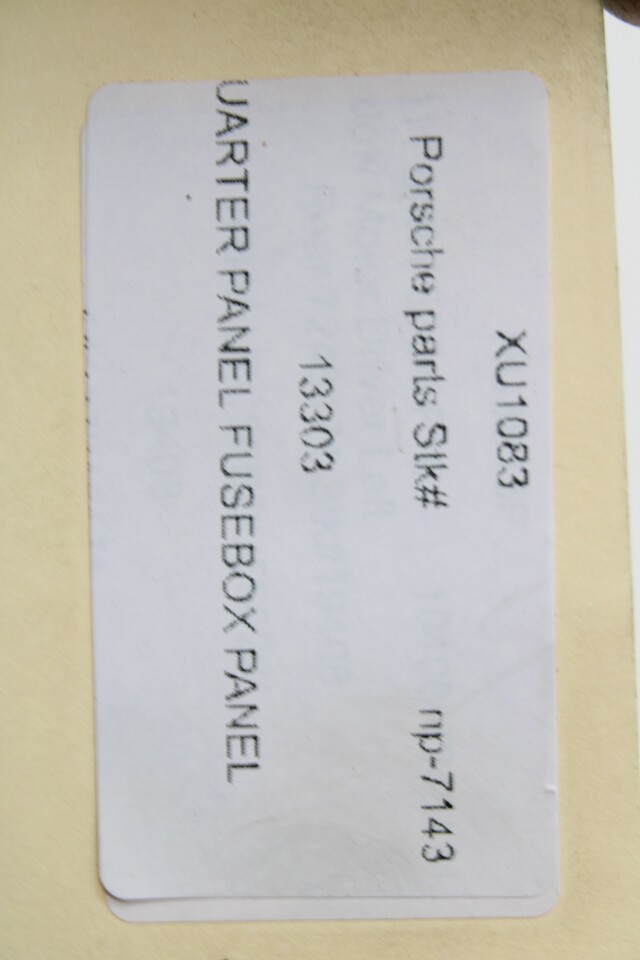 XU1083
Porsche parts Stk# np-7143
13303
UARTER PANEL FUSEBOX PANEL